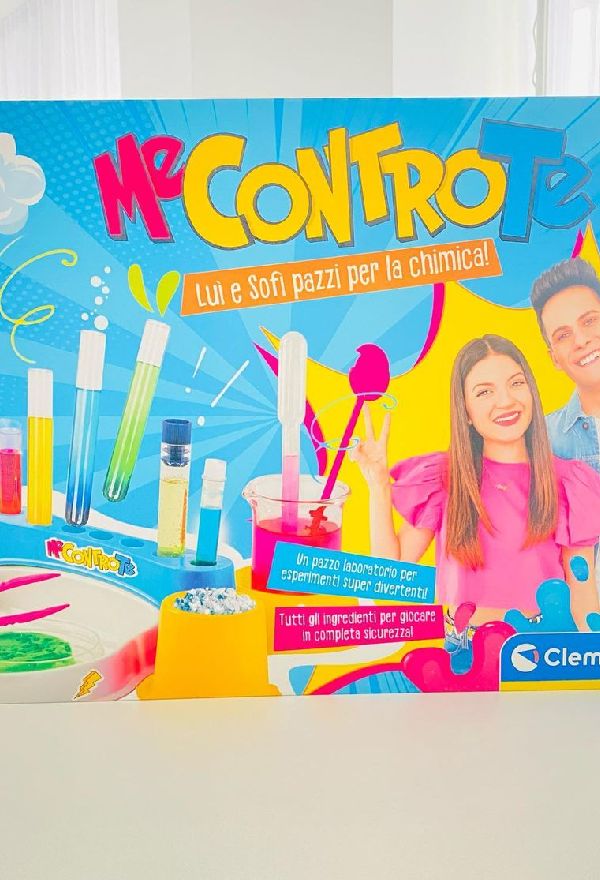 Me CONTRO Te
Luì e Sofì pazzi per la chimica!
Me CONTRO Te
Un pazzo laboratorio per
esperimenti super divertenti!
Tutti gli ingredienti per giocare
in completa sicurezza!
Clem